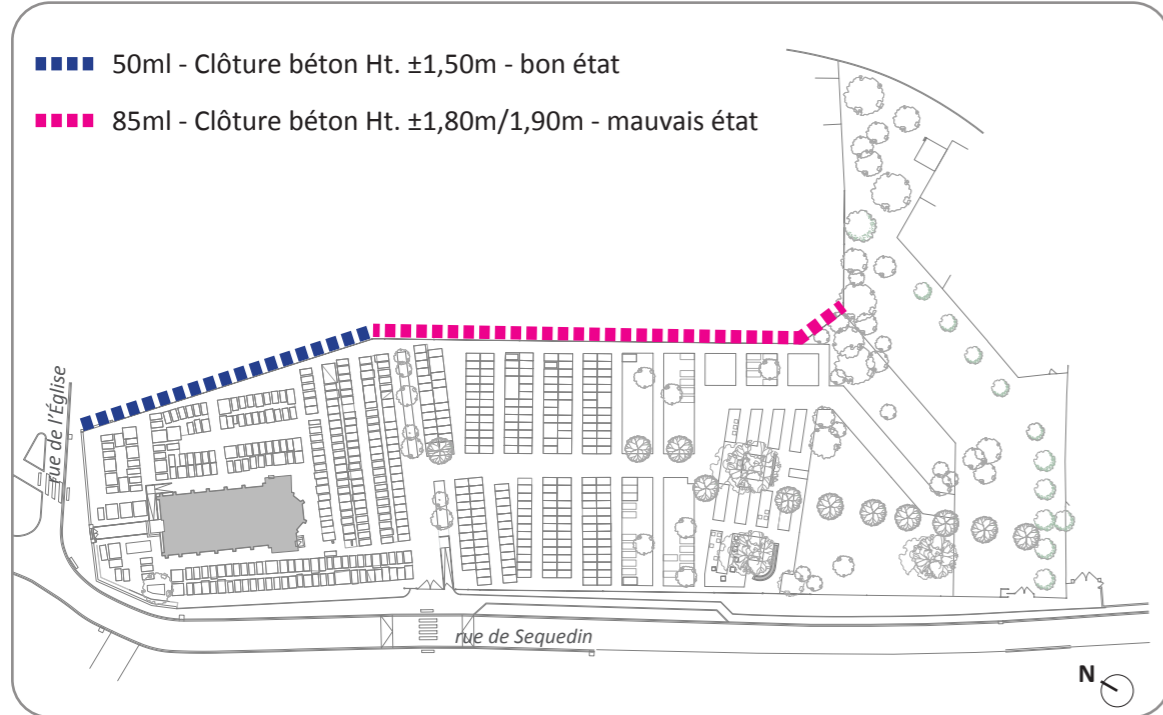 50ml - Clôture béton Ht. ±1,50m - bon état
85ml - Clôture béton Ht. ±1,80m/1,90m - mauvais état
rue de l'Église
rue de Sequedin
N